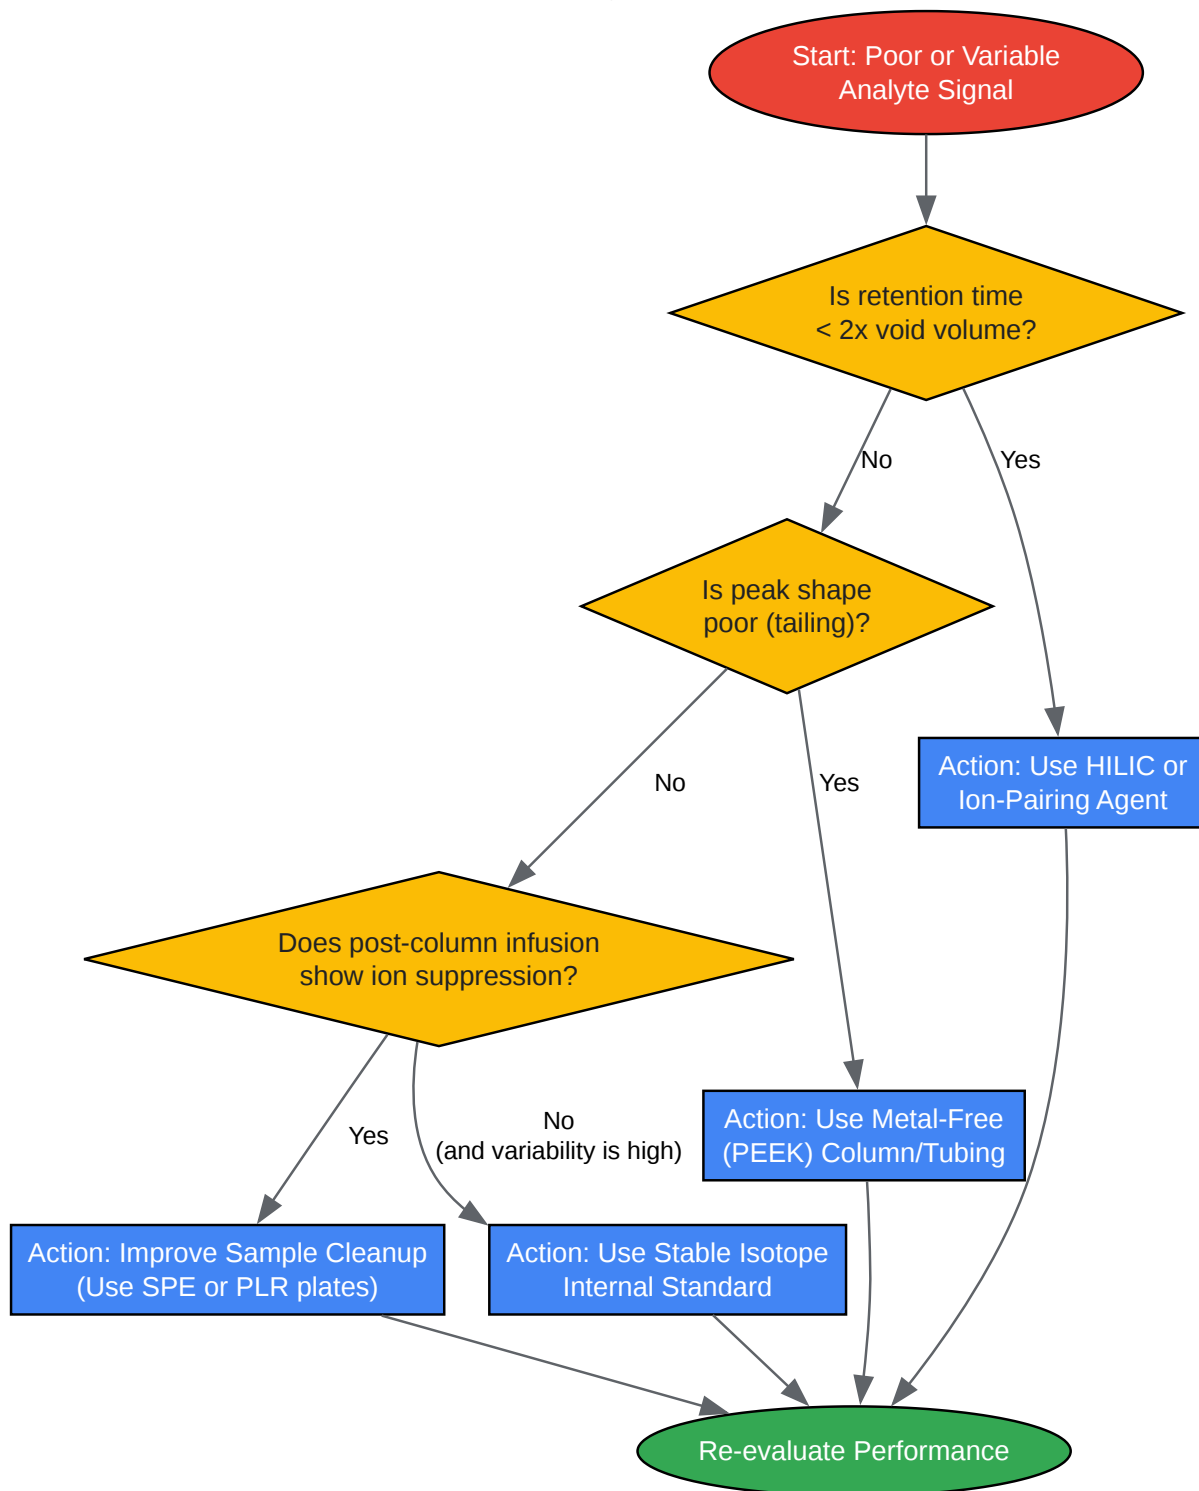 Start: Poor or Variable
Analyte Signal
Is retention time
< 2x void volume?
No
Yes
Is peak shape
poor (tailing)?
No
Yes
Action: Use HILIC or
Ion-Pairing Agent
Does post-column infusion
show ion suppression?
Yes
No
(and variability is high)
Action: Use Metal-Free
(PEEK) Column/Tubing
Action: Improve Sample Cleanup
(Use SPE or PLR plates)
Action: Use Stable Isotope
Internal Standard
Re-evaluate Performance